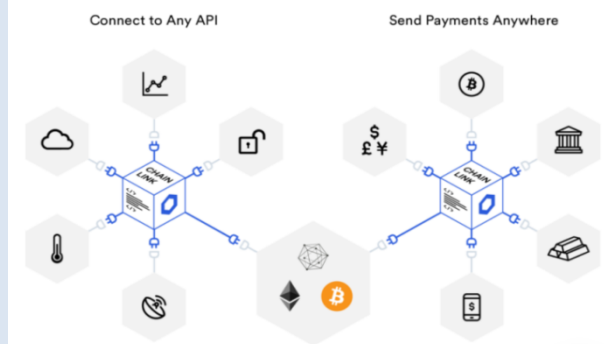 Connect to Any API
Send Payments Anywhere
$
£ ¥
CHAIN
LINK
CHAIN
LINK
$